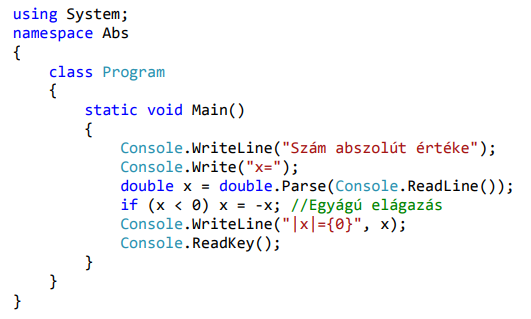 using System;
namespace Abs
{
    class Program
    {
        static void Main()
        {
            Console.WriteLine("Szám abszolút értéke");
            Console.Write("x=");
            double x = double.Parse(Console.ReadLine());
            if (x < 0) x = -x; //Egyágú elágazás
            Console.WriteLine("|x|={0}", x);
            Console.ReadKey();
        }
    }
}